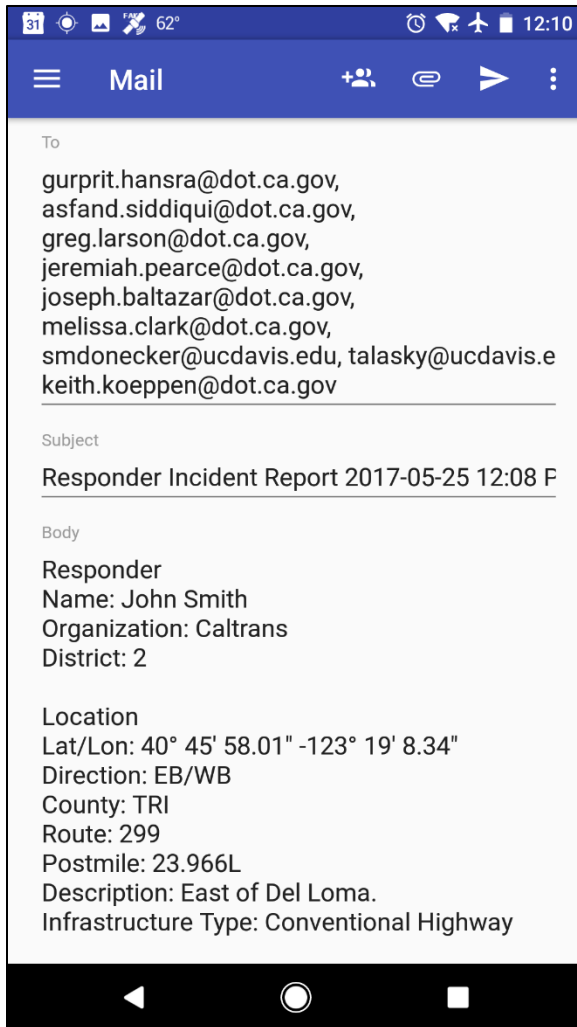 31 FAKE 62° 12:10
Mail
To
gurprit.hansra@dot.ca.gov,
asfand.siddiqui@dot.ca.gov,
greg.larson@dot.ca.gov,
jeremiah.pearce@dot.ca.gov,
joseph.baltazar@dot.ca.gov,
melissa.clark@dot.ca.gov,
smdonecker@ucdavis.edu, talasky@ucdavis.e
keith.koeppen@dot.ca.gov
Subject
Responder Incident Report 2017-05-25 12:08 P
Body
Responder
Name: John Smith
Organization: Caltrans
District: 2
Location
Lat/Lon: 40° 45' 58.01" -123° 19' 8.34"
Direction: EB/WB
County: TRI
Route: 299
Postmile: 23.966L
Description: East of Del Loma.
Infrastructure Type: Conventional Highway